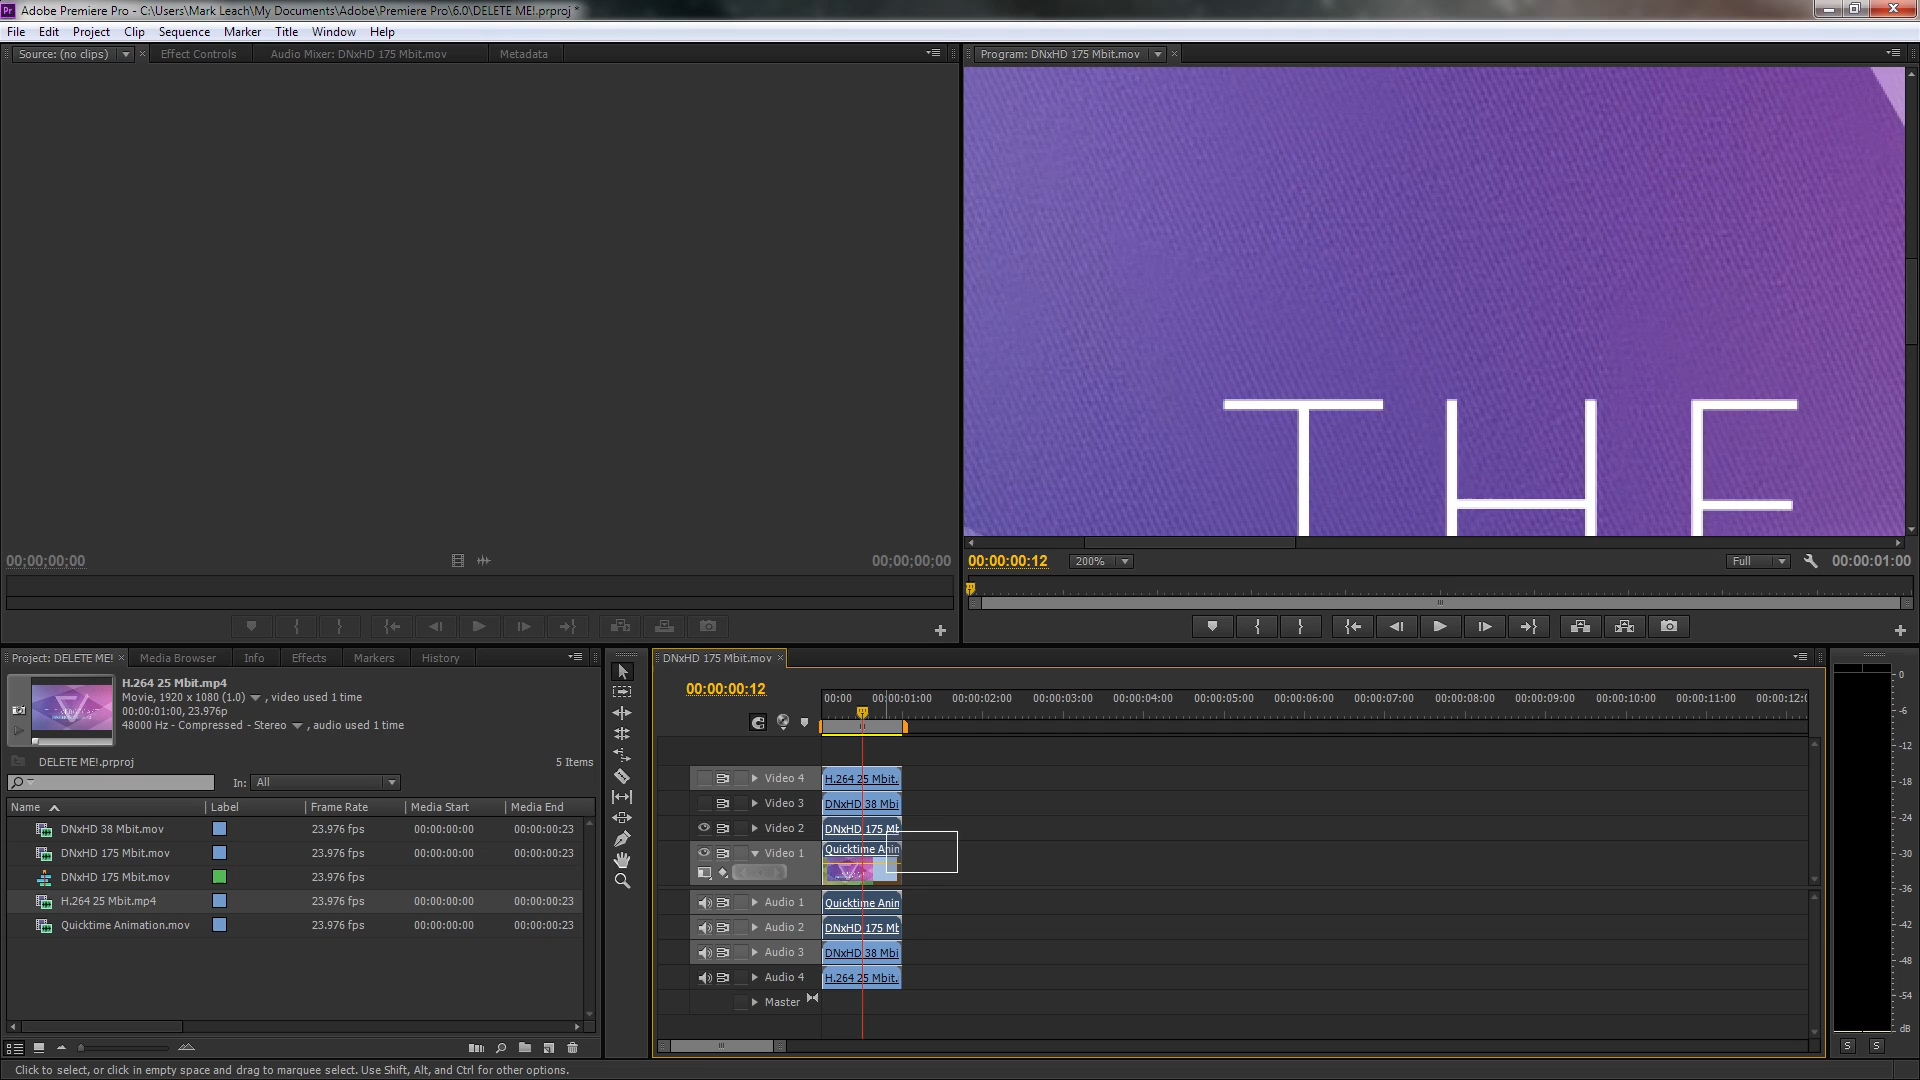 Adobe Premiere Pro - C:\Users\Mark Leach\My Documents\Adobe\Premiere Pro\6.0\DELETE ME!.prproj *
File Edit Project Clip Sequence Marker Title Window Help
Source: (no clips) Effect Controls Audio Mixer: DNxHD 175 Mbit.mov Metadata
Program: DNxHD 175 Mbit.mov
THE
00;00;00;00 00;00;00;00
00:00:00:12 200% Full 00:00:01:00
Project: DELETE ME! Media Browser Info Effects Markers History
H.264 25 Mbit.mp4
Movie, 1920 x 1080 (1.0) , video used 1 time
00:00:01:00, 23.976p
48000 Hz - Compressed - Stereo , audio used 1 time
DELETE ME!.prproj 5 Items
In: All
Name Label Frame Rate Media Start Media End
DNxHD 38 Mbit.mov 23.976 fps 00:00:00:00 00:00:00:23
DNxHD 175 Mbit.mov 23.976 fps 00:00:00:00 00:00:00:23
DNxHD 175 Mbit.mov 23.976 fps
H.264 25 Mbit.mp4 23.976 fps 00:00:00:00 00:00:00:23
Quicktime Animation.mov 23.976 fps 00:00:00:00 00:00:00:23
DNxHD 175 Mbit.mov
00:00:00:12
00:00 00:00:01:00 00:00:02:00 00:00:03:00 00:00:04:00 00:00:05:00 00:00:06:00 00:00:07:00 00:00:08:00 00:00:09:00 00:00:10:00 00:00:11:00 00:00:12:0
Video 4 H.264 25 Mbit.
Video 3 DNxHD 38 Mbi
Video 2 DNxHD 175 Mb
Video 1 Quicktime Anin
Audio 1 Quicktime Anin
Audio 2 DNxHD 175 Mb
Audio 3 DNxHD 38 Mbi
Audio 4 H.264 25 Mbit.
Master
0
-6
-12
-18
-24
-30
-36
-42
-48
-54
dB
S S
Click to select, or click in empty space and drag to marquee select. Use Shift, Alt, and Ctrl for other options.